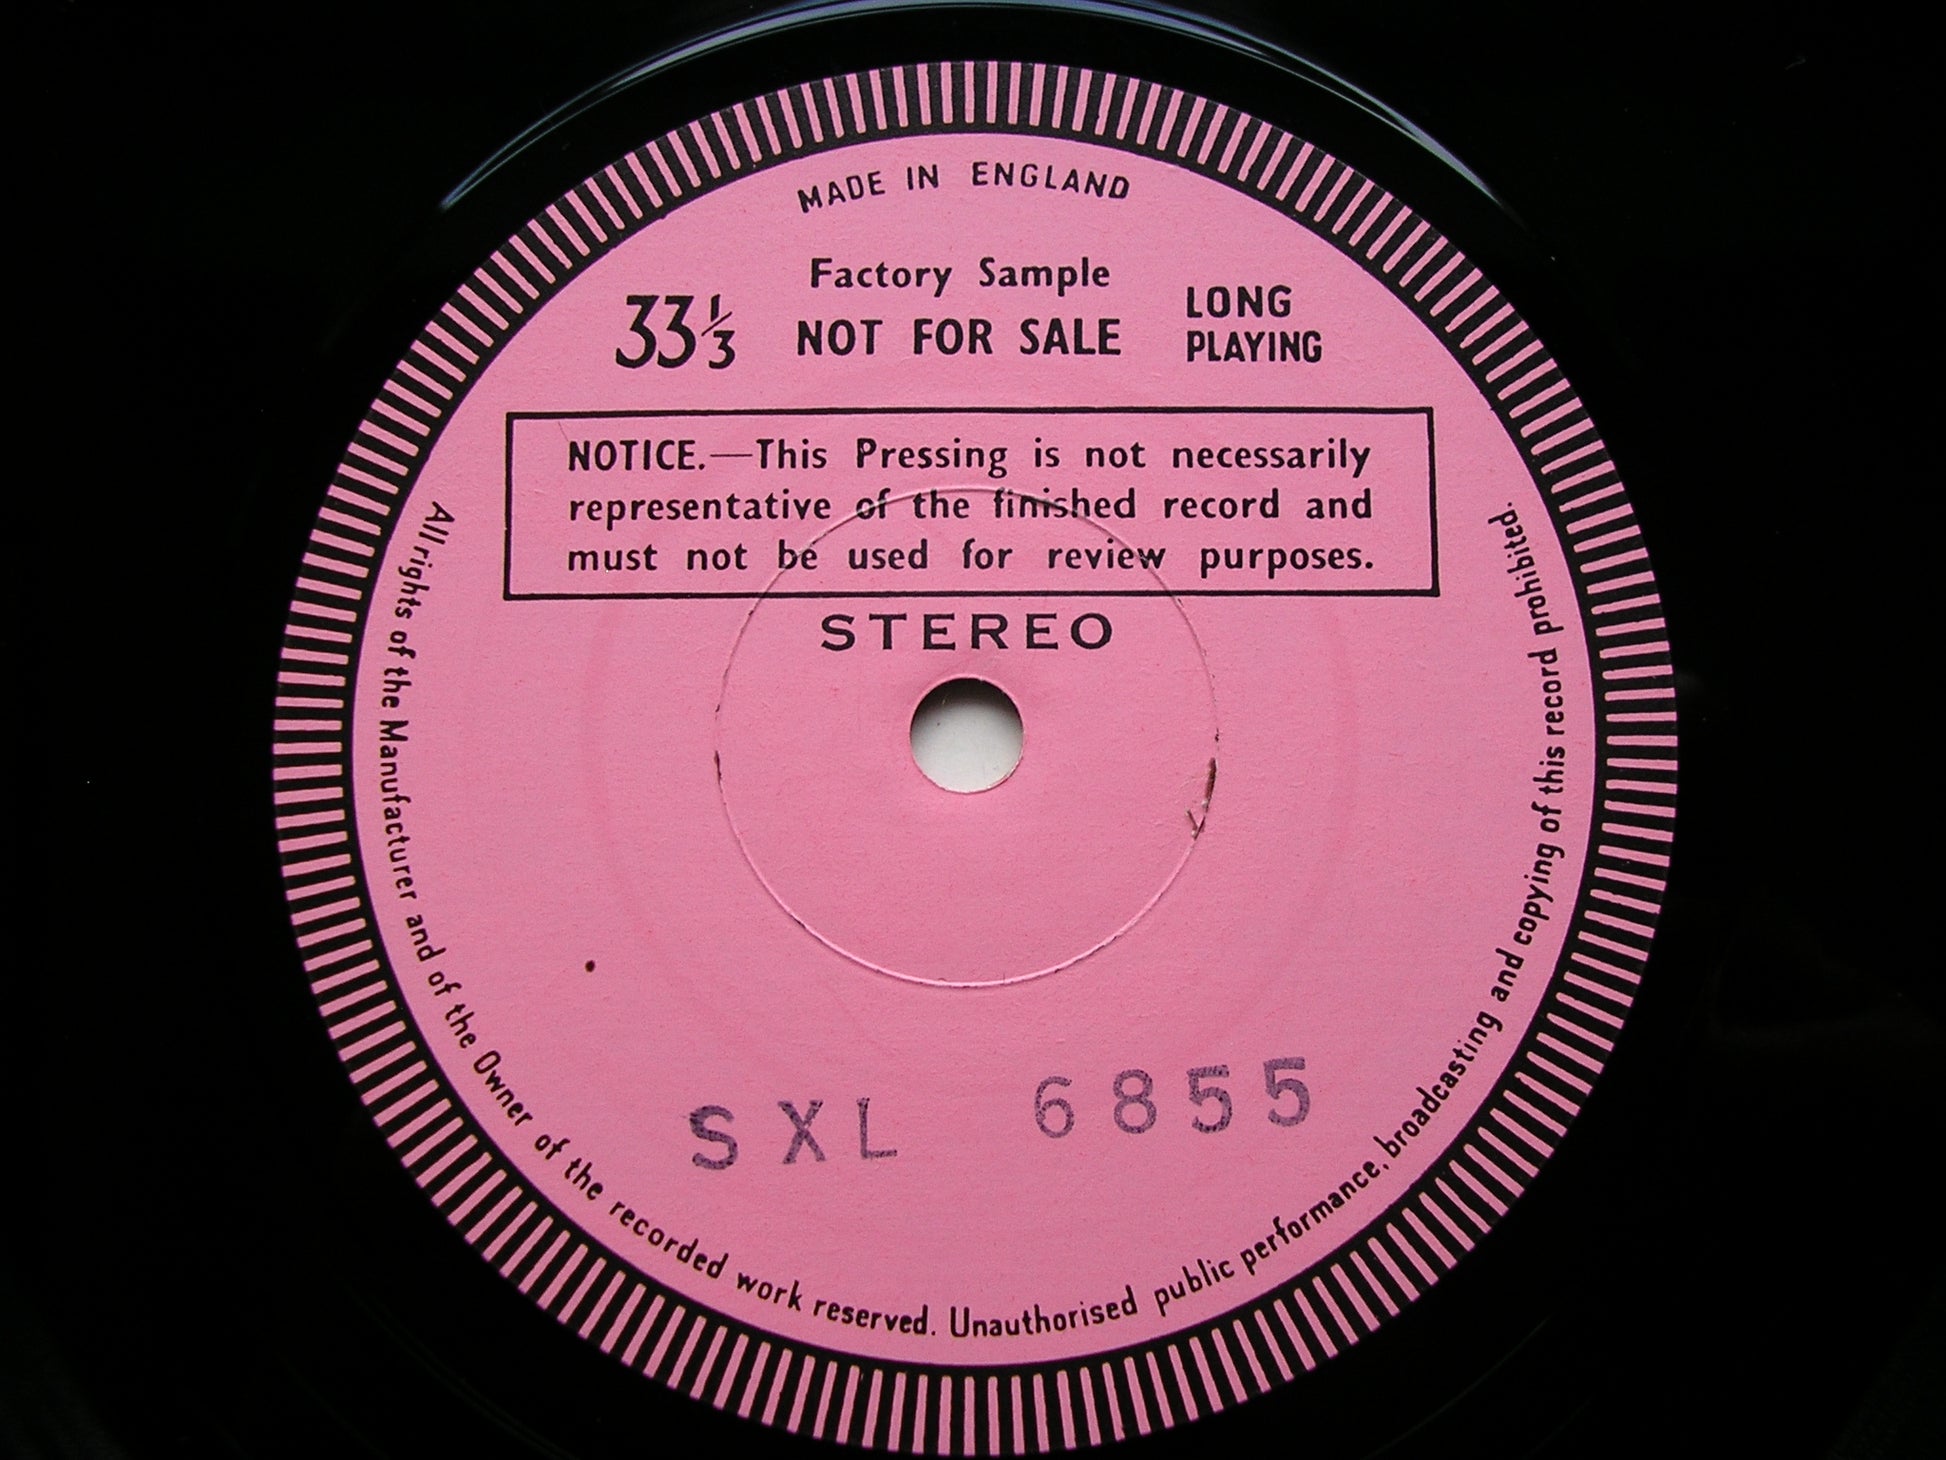 MADE IN ENGLAND
Factory Sample
33⅓ NOT FOR SALE LONG PLAYING
NOTICE.—This Pressing is not necessarily
representative of the finished record and
must not be used for review purposes.
STEREO
SXL 6855
All rights of the Manufacturer and of the Owner of the recorded work reserved. Unauthorised public performance, broadcasting and copying of this record prohibited.